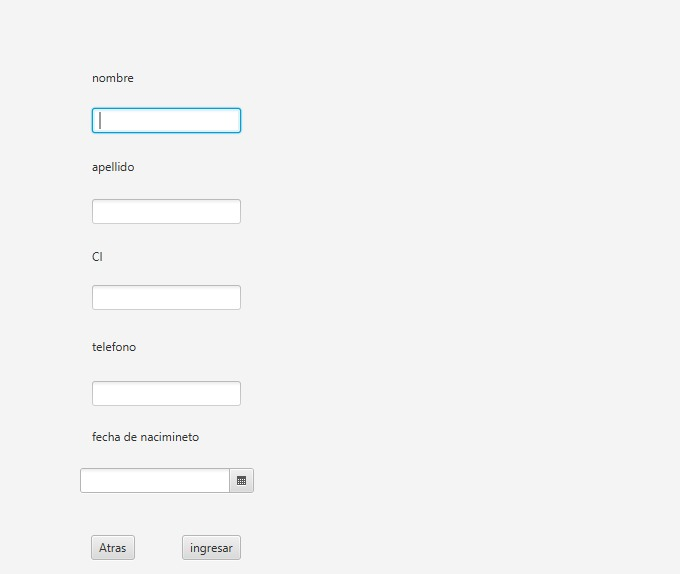 nombre
apellido
CI
telefono
fecha de nacimineto
Atras
ingresar